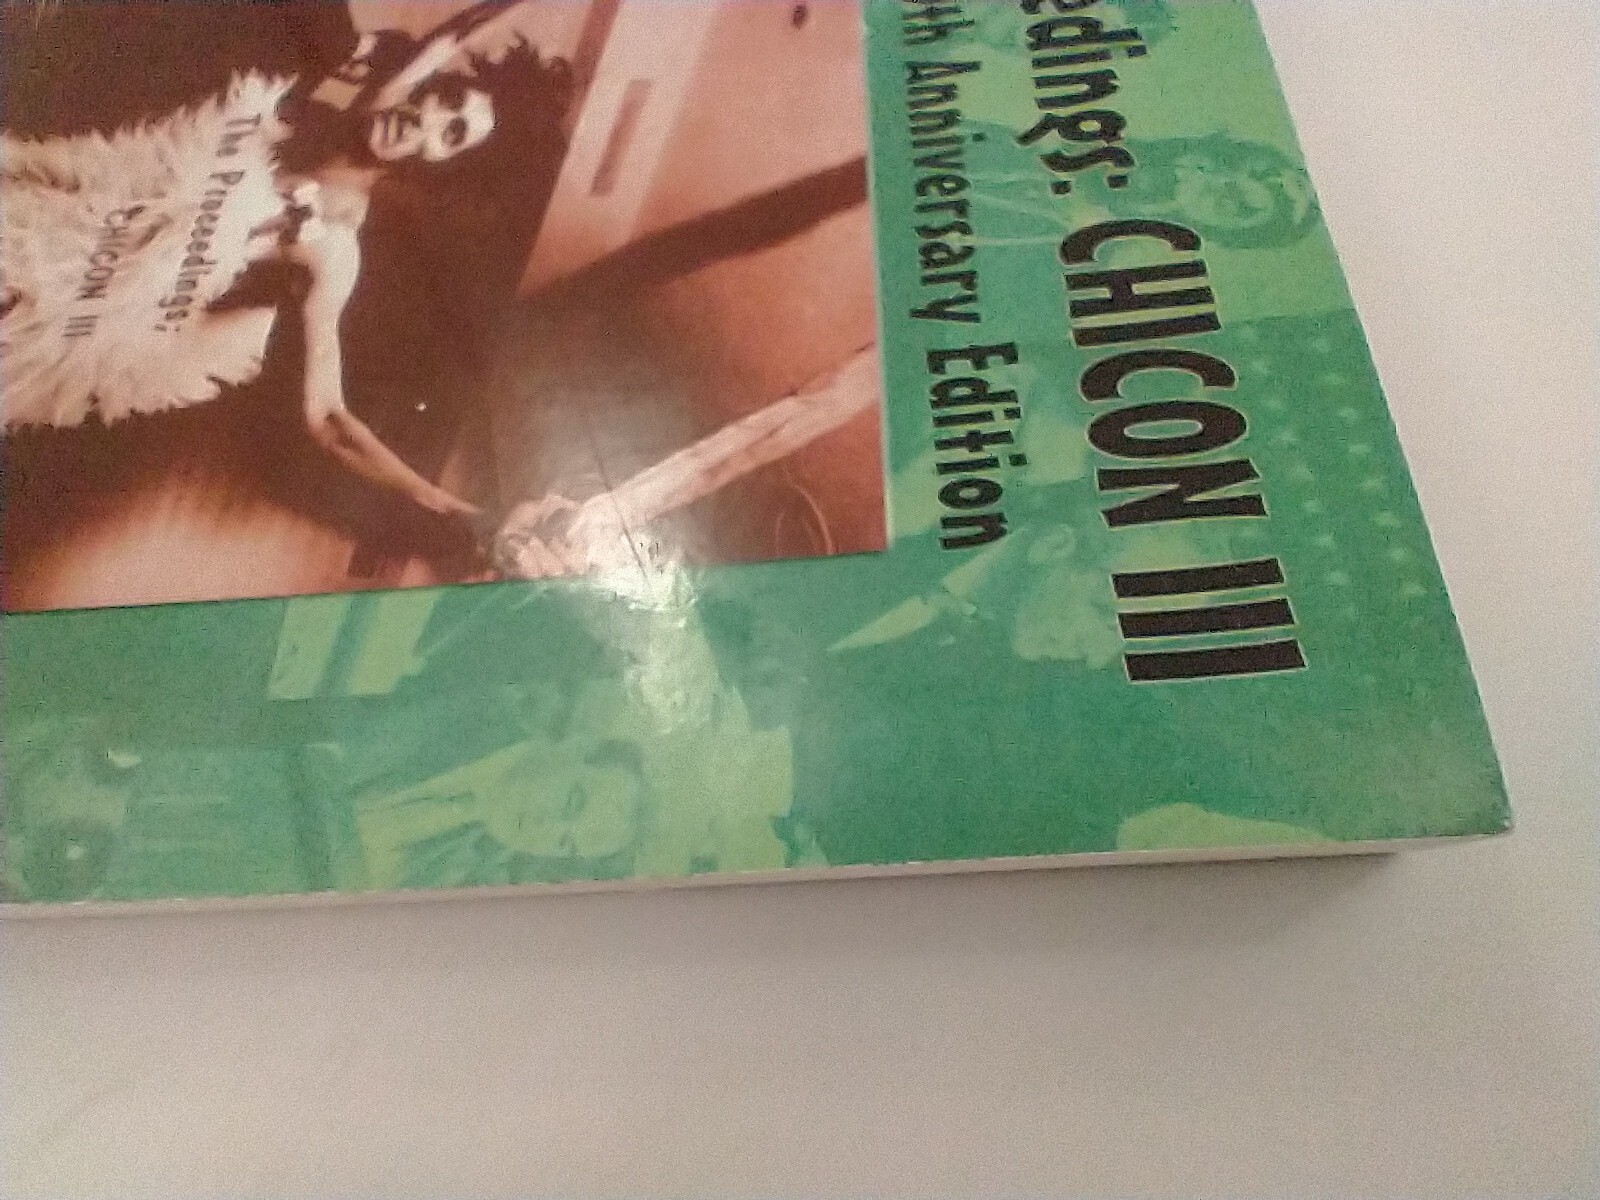 edings: CHICON III
th Anniversary Edition
The Proceedings:
CHICON III